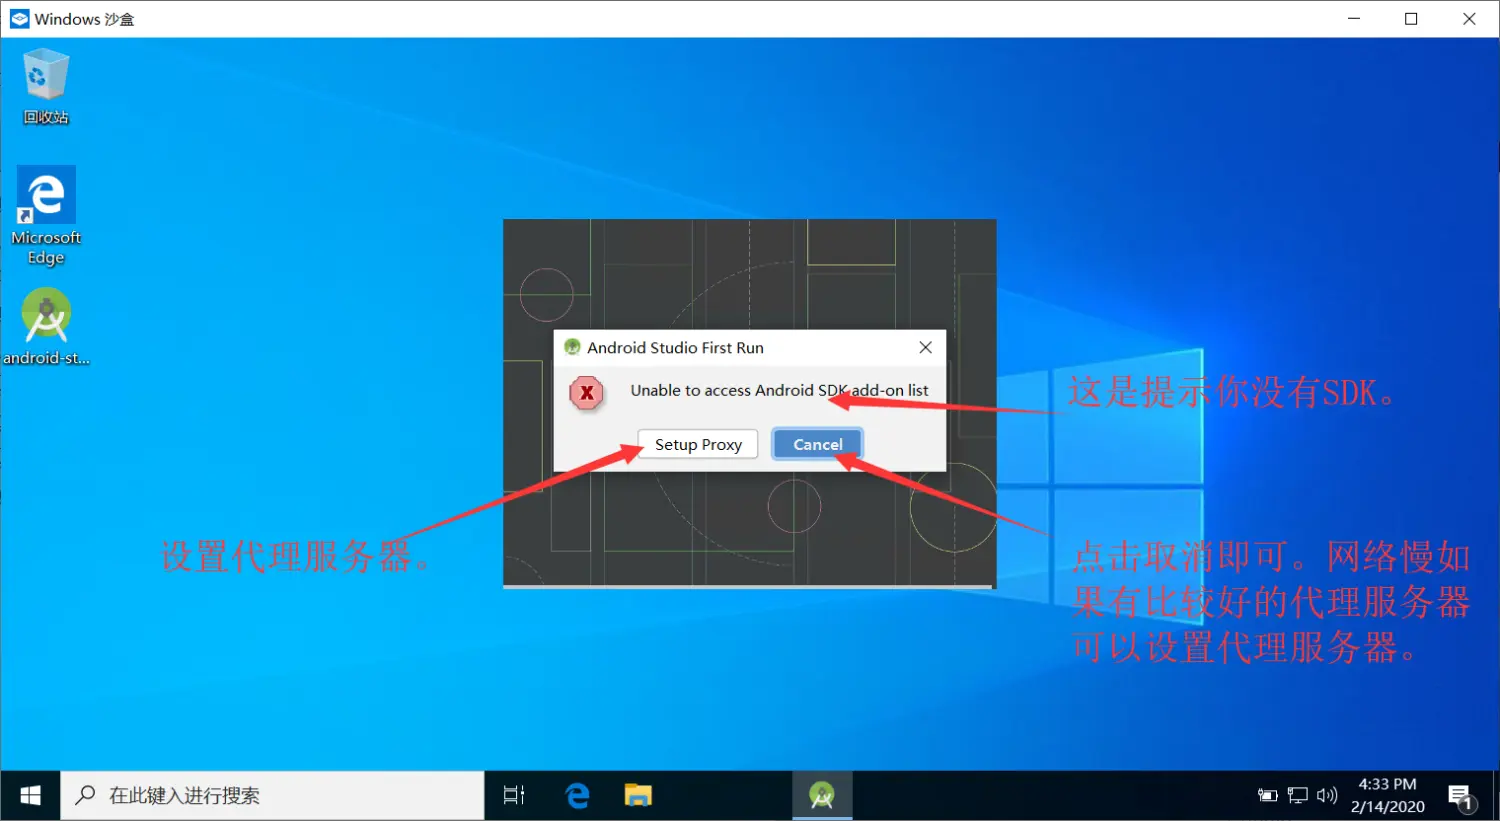 Windows 沙盒
回收站
Microsoft
Edge
android-st...
Android Studio First Run
Unable to access Android SDK add-on list
Setup Proxy
Cancel
这是提示你没有SDK。
设置代理服务器。
点击取消即可。网络慢如
果有比较好的代理服务器
可以设置代理服务器。
在此键入进行搜索
4:33 PM
2/14/2020
1